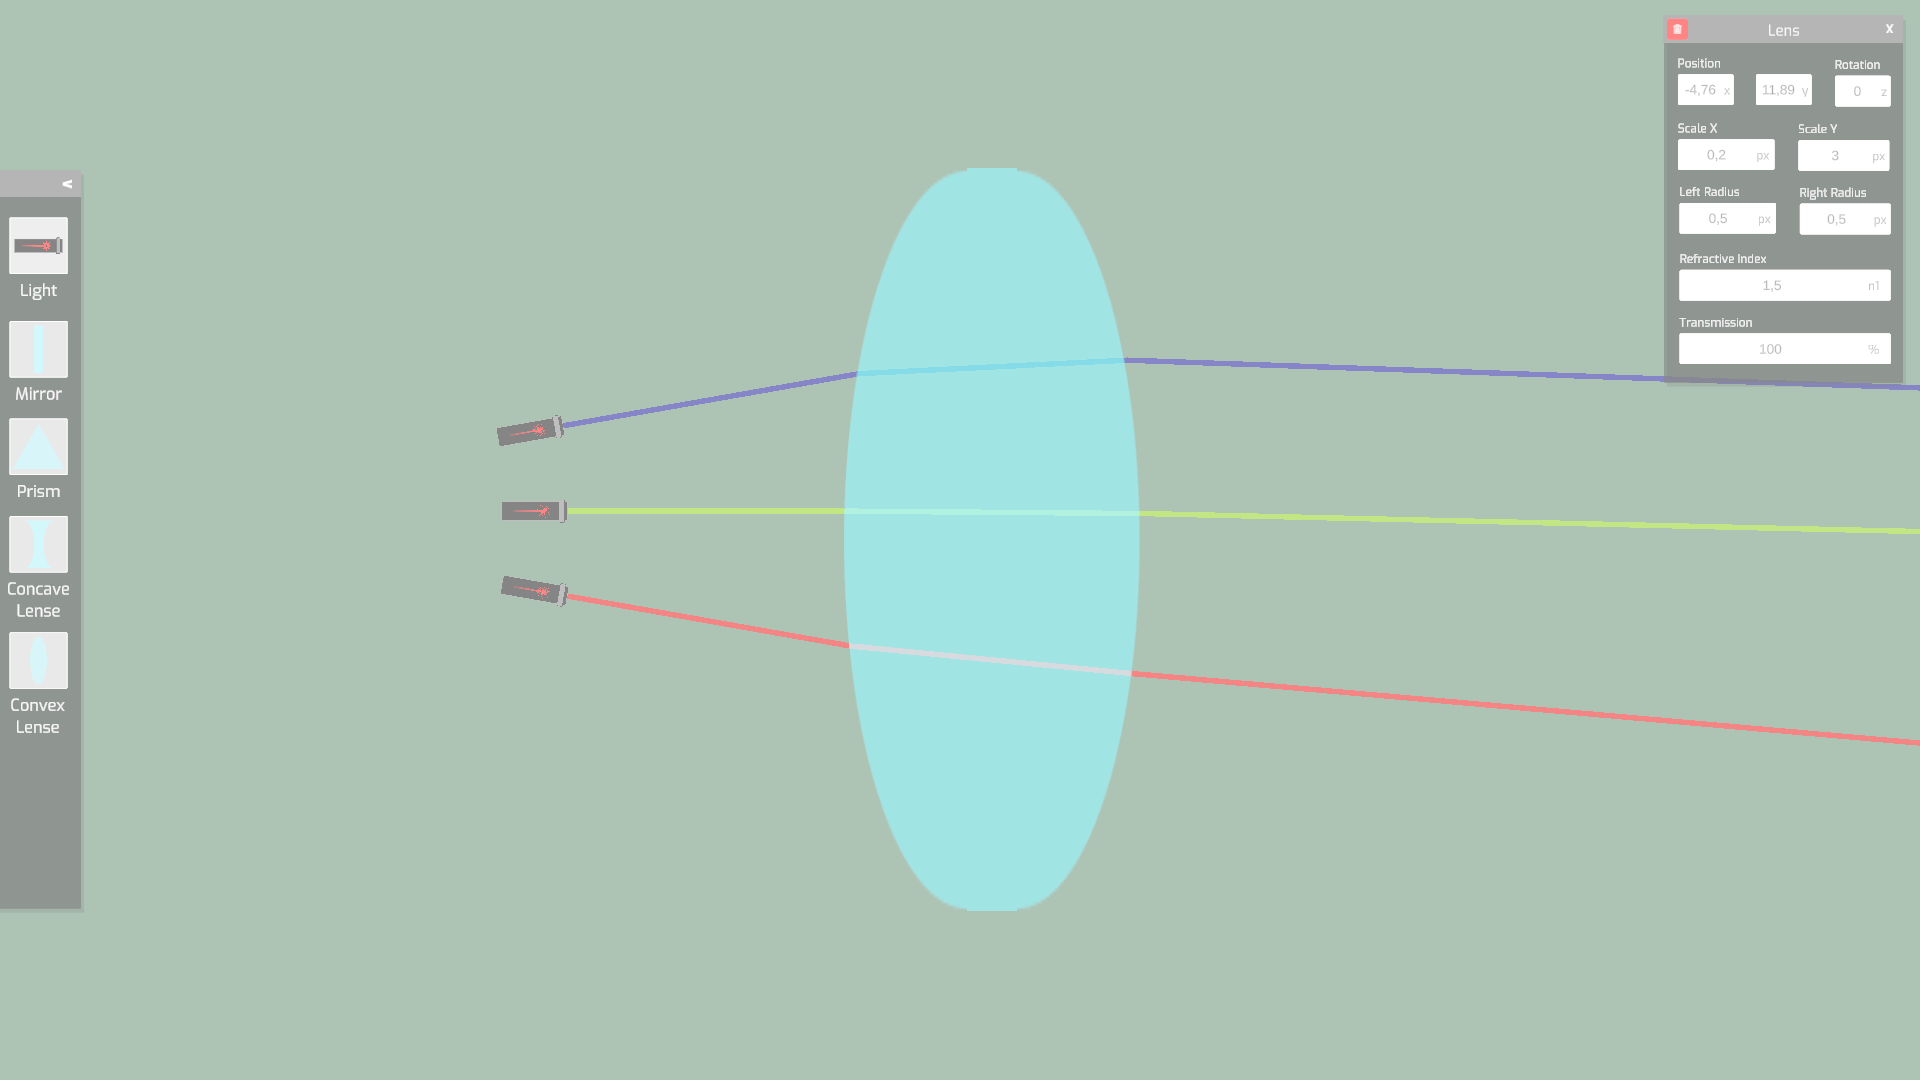 <
Light
Mirror
Prism
Concave
Lense
Convex
Lense
Lens X
Position Rotation
-4,76 x 11,89 y 0 z
Scale X Scale Y
0,2 px 3 px
Left Radius Right Radius
0,5 px 0,5 px
Refractive Index
1,5 n1
Transmission
100 %